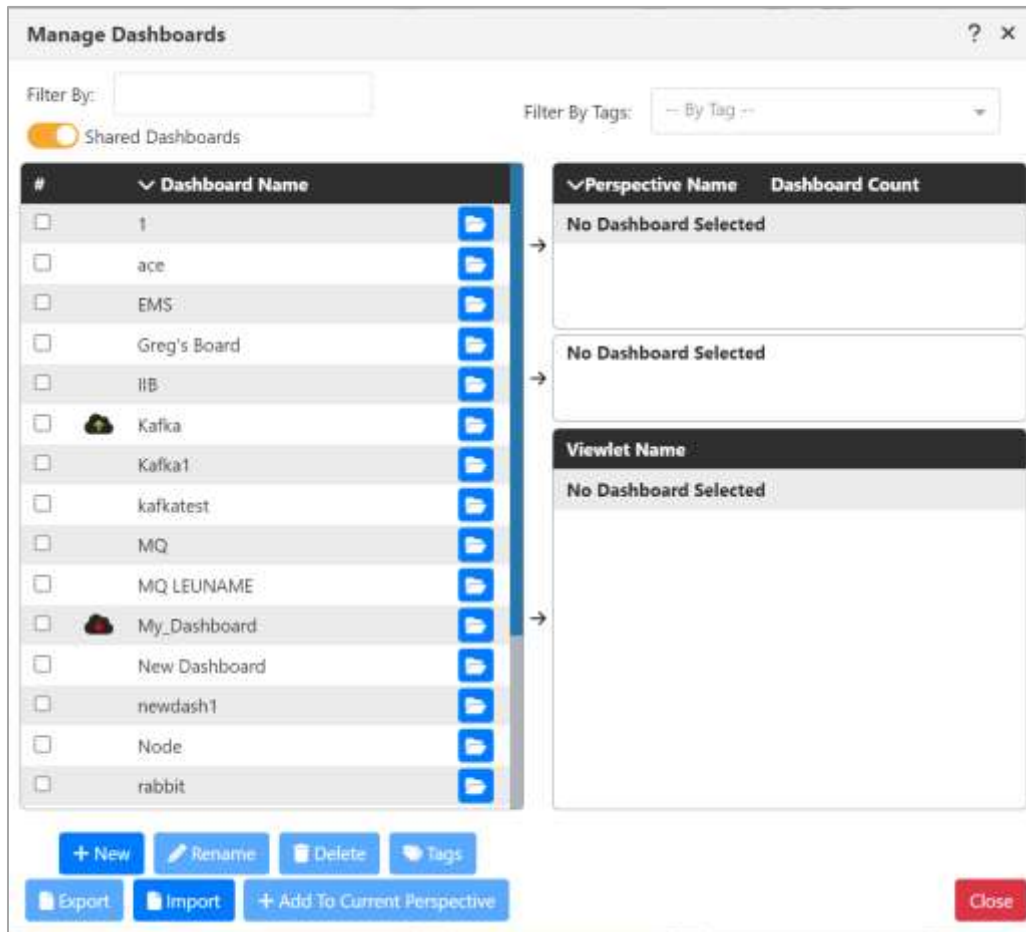 Manage Dashboards
? ×
Filter By:
Filter By Tags: -- By Tag --
Shared Dashboards
# Dashboard Name
1
ace
EMS
Greg's Board
IIB
Kafka
Kafka1
kafkatest
MQ
MQ LEUNAME
My_Dashboard
New Dashboard
newdash1
Node
rabbit
Perspective Name Dashboard Count
No Dashboard Selected
No Dashboard Selected
Viewlet Name
No Dashboard Selected
+ New Rename Delete Tags
Export Import + Add To Current Perspective
Close